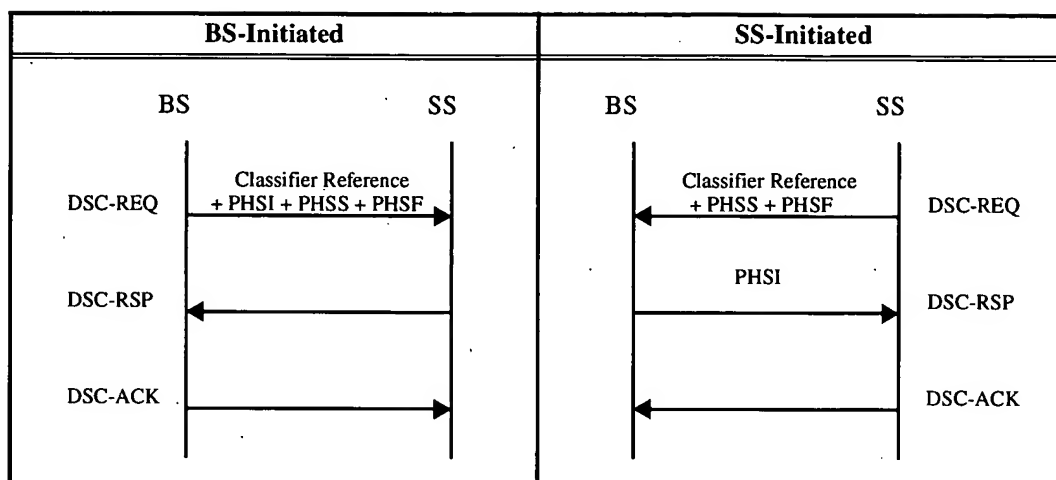 BS-Initiated
SS-Initiated
BS
SS
BS
SS
DSC-REQ
Classifier Reference
+ PHSI + PHSS + PHSF
Classifier Reference
+ PHSS + PHSF
DSC-REQ
DSC-RSP
PHSI
DSC-RSP
DSC-ACK
DSC-ACK